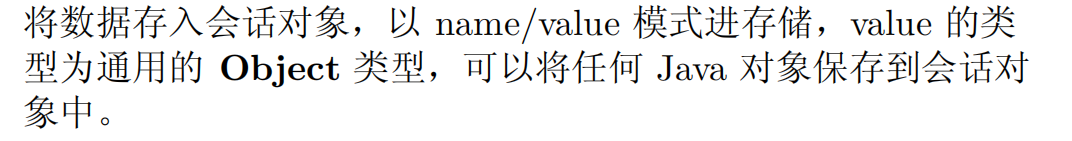 将数据存入会话对象，以 name/value 模式进存储，value 的类
型为通用的 Object 类型，可以将任何 Java 对象保存到会话对
象中。